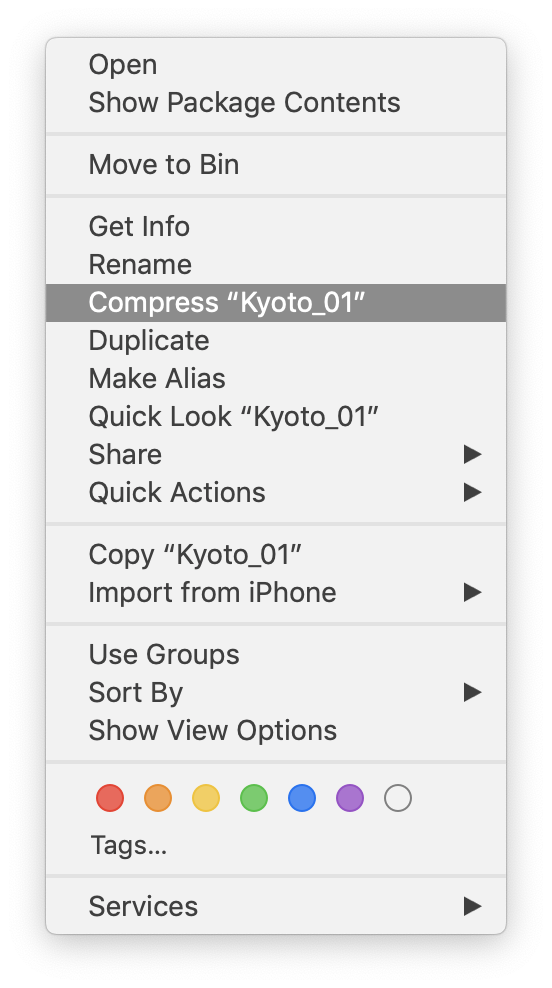 Open
Show Package Contents
Move to Bin
Get Info
Rename
Compress “Kyoto_01”
Duplicate
Make Alias
Quick Look “Kyoto_01”
Share
Quick Actions
Copy “Kyoto_01”
Import from iPhone
Use Groups
Sort By
Show View Options
Tags...
Services